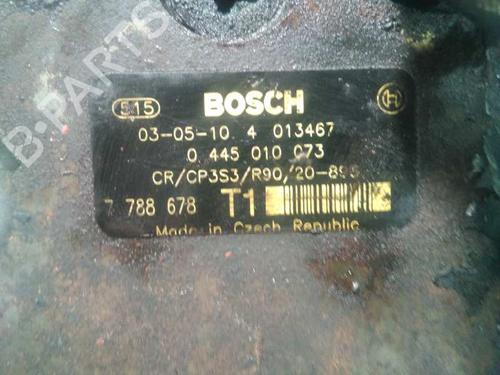 B-PARTS
515 BOSCH
03-05-10 4 013467
0 445 010 073
CR/CP3S3/R90/20-89S
7 788 678 T1
Made in Czech Republic